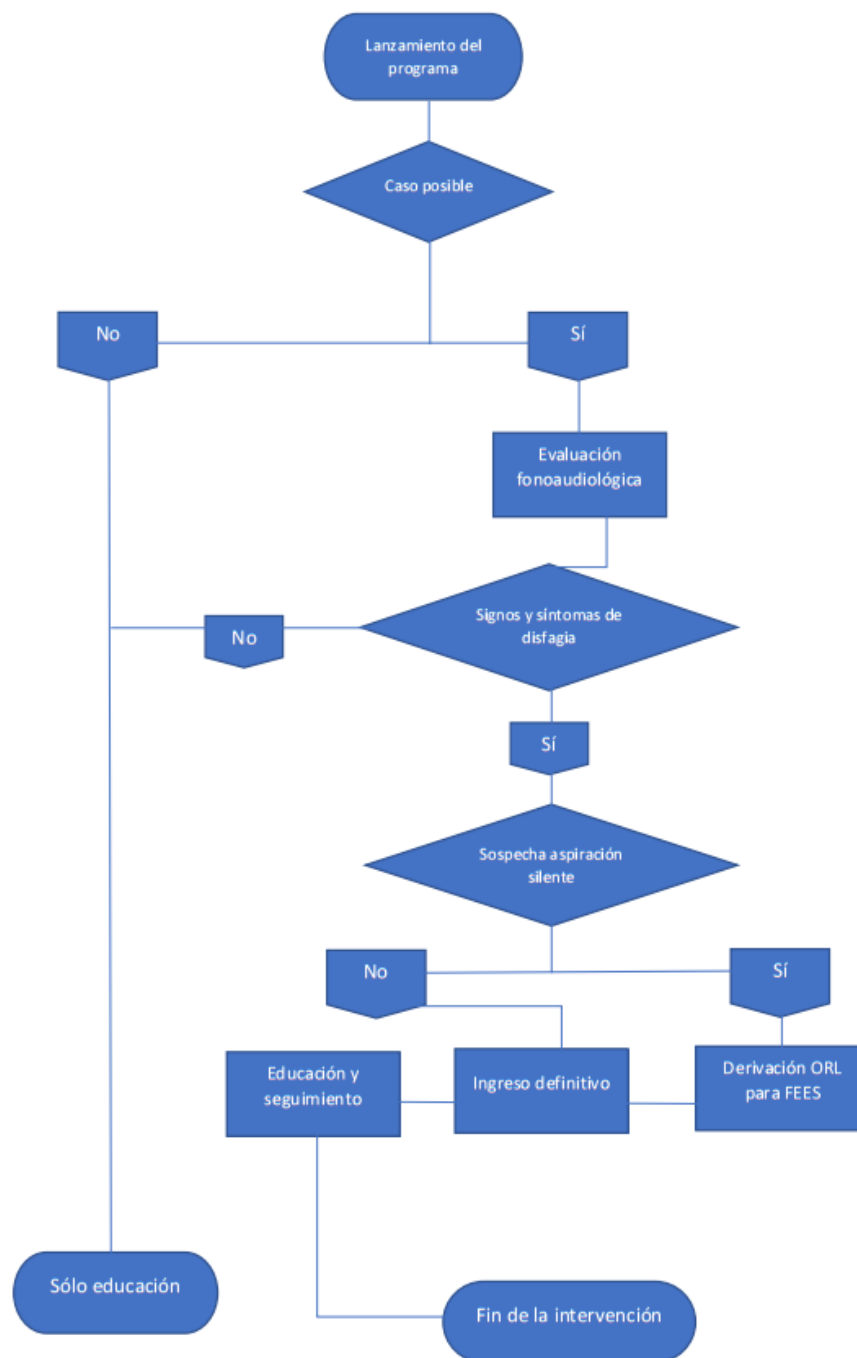 Lanzamiento del
programa
Caso posible
No
Sí
Evaluación
fonoaudiológica
Signos y síntomas de
disfagia
No
Sí
Sospecha aspiración
silente
No
Sí
Educación y
seguimiento
Ingreso definitivo
Derivación ORL
para FEES
Sólo educación
Fin de la intervención